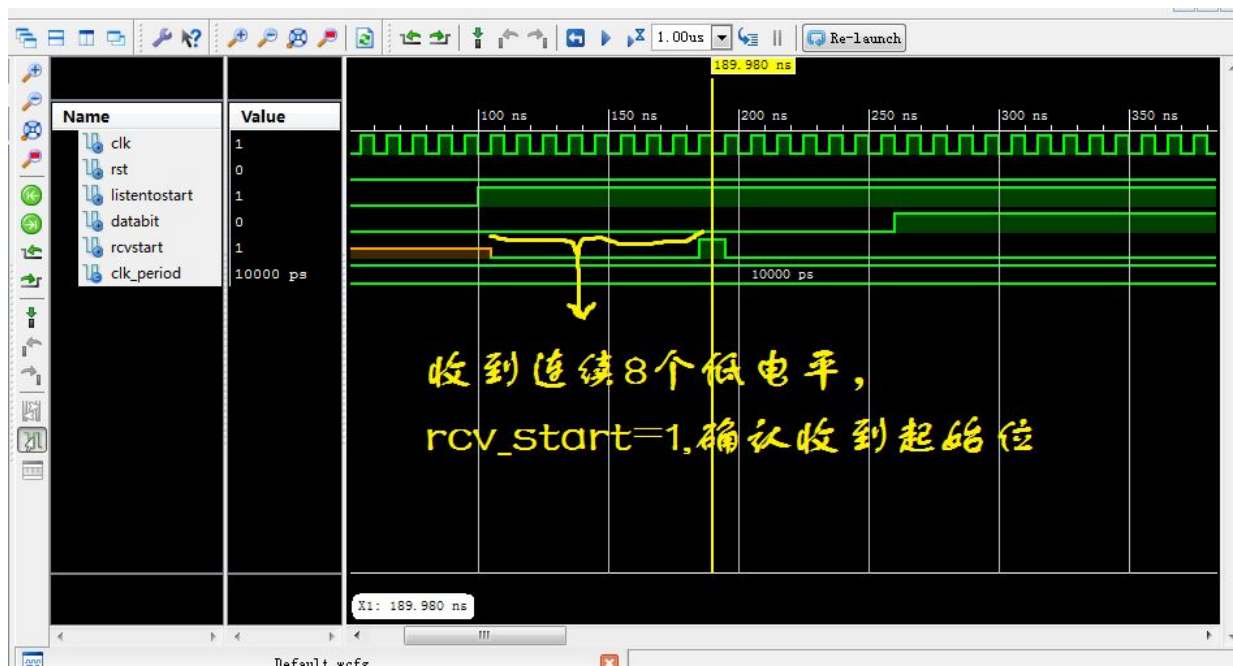 1.00us
Re-launch
189.980 ns
Name
Value
100 ns
150 ns
200 ns
250 ns
300 ns
350 ns
clk
1
rst
0
listentostart
1
databit
0
rcvstart
1
clk_period
10000 ps
10000 ps
收到连续8个低电平，
rcv_start=1,确认收到起始位
X1: 189.980 ns
Default.wcfg